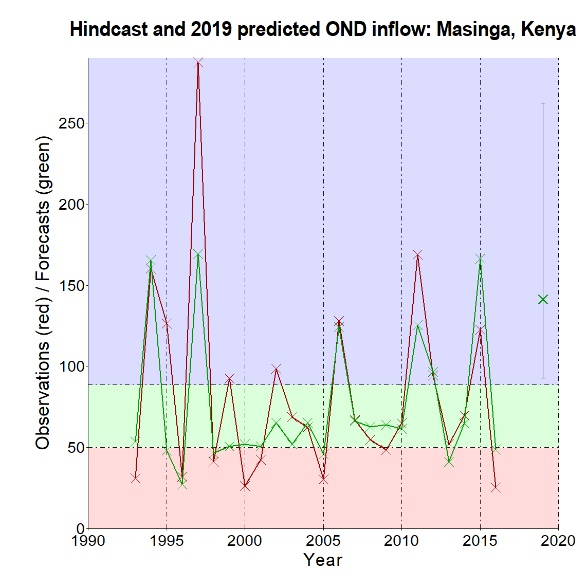 Hindcast and 2019 predicted OND inflow: Masinga, Kenya
Observations (red) / Forecasts (green)
250
200
150
100
50
0
1990 1995 2000 2005 2010 2015 2020
Year